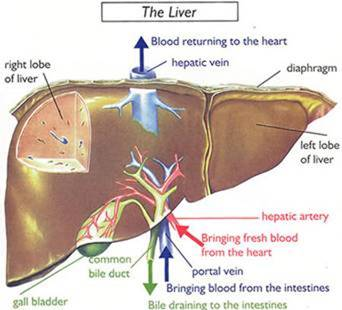 The Liver
Blood returning to the heart
hepatic vein
diaphragm
right lobe
of liver
left lobe
of liver
hepatic artery
Bringing fresh blood
from the heart
common
bile duct
portal vein
Bringing blood from the intestines
gall bladder
Bile draining to the intestines